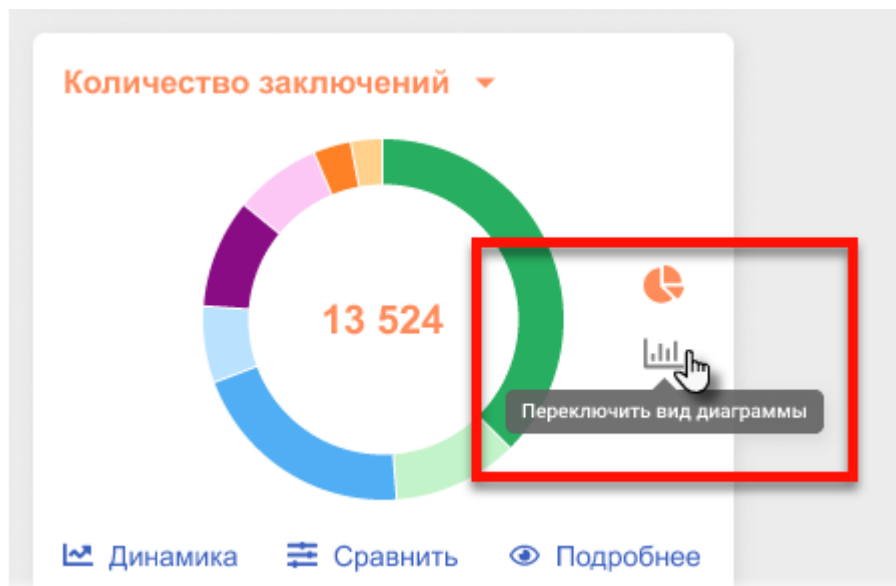 Количество заключений
13 524
Переключить вид диаграммы
Динамика
Сравнить
Подробнее